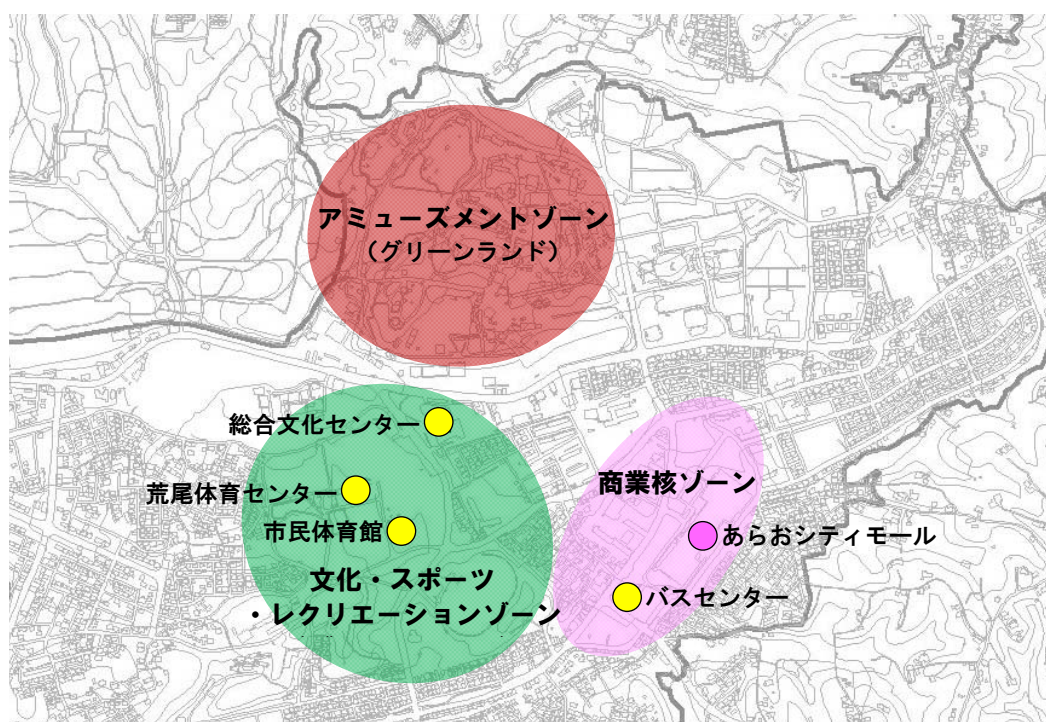 アミューズメントゾーン
(グリーンランド)
総合文化センター
荒尾体育センター
市民体育館
文化・スポーツ
・レクリエーションゾーン
商業核ゾーン
あらおシティモール
バスセンター